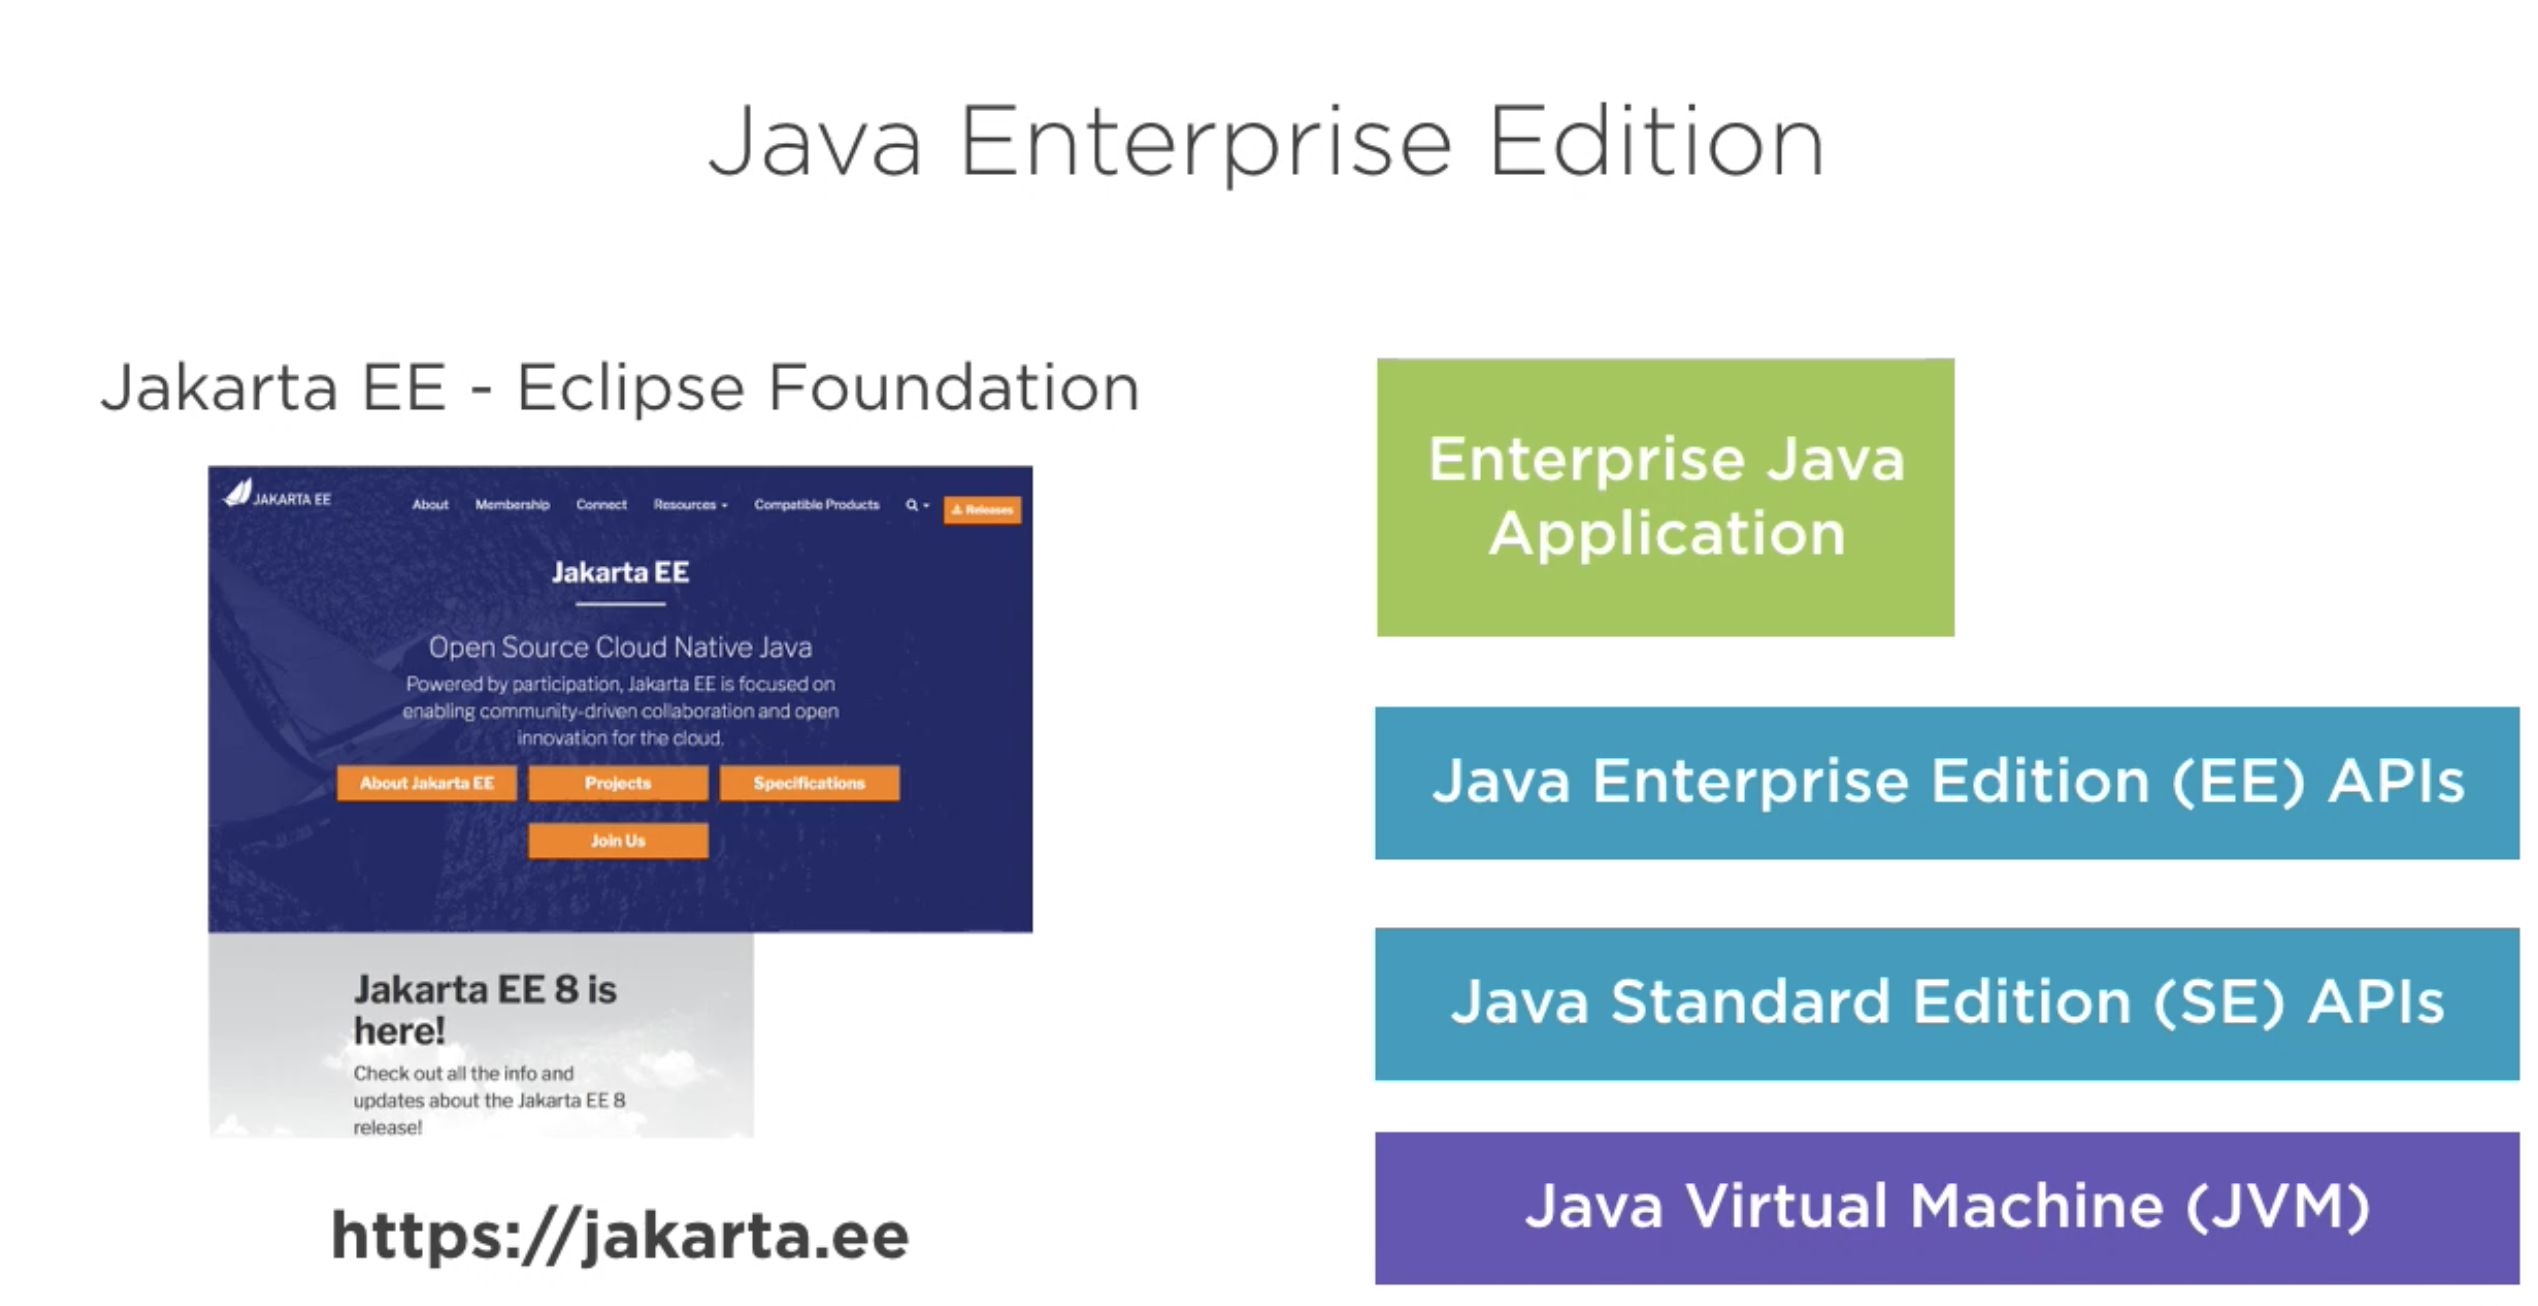 Java Enterprise Edition
Jakarta EE - Eclipse Foundation
JAKARTA EE
About Membership Connect Resources Compatible Products Releases
Jakarta EE
Open Source Cloud Native Java
Powered by participation, Jakarta EE is focused on
enabling community-driven collaboration and open
innovation for the cloud.
About Jakarta EE Projects Specifications
Join Us
Jakarta EE 8 is
here!
Check out all the info and
updates about the Jakarta EE 8
release!
https://jakarta.ee
Enterprise Java
Application
Java Enterprise Edition (EE) APIs
Java Standard Edition (SE) APIs
Java Virtual Machine (JVM)